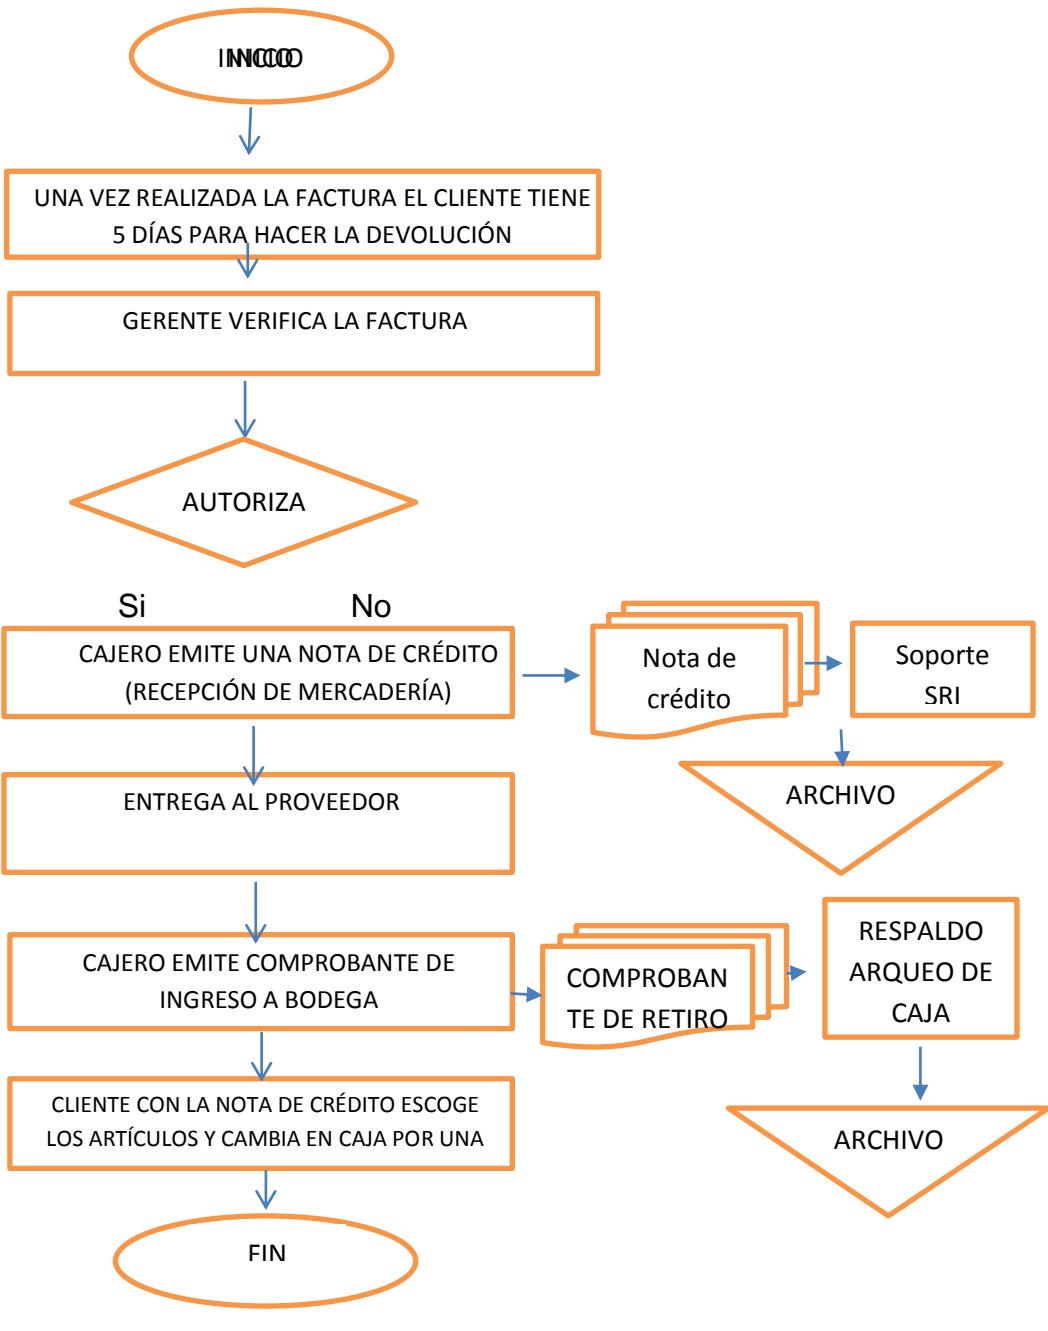 INICIO
UNA VEZ REALIZADA LA FACTURA EL CLIENTE TIENE
5 DÍAS PARA HACER LA DEVOLUCIÓN
GERENTE VERIFICA LA FACTURA
AUTORIZA
Si
No
CAJERO EMITE UNA NOTA DE CRÉDITO
(RECEPCIÓN DE MERCADERÍA)
Nota de
crédito
Soporte
SRI
ARCHIVO
ENTREGA AL PROVEEDOR
CAJERO EMITE COMPROBANTE DE
INGRESO A BODEGA
COMPROBAN
TE DE RETIRO
RESPALDO
ARQUEO DE
CAJA
ARCHIVO
CLIENTE CON LA NOTA DE CRÉDITO ESCOGE
LOS ARTÍCULOS Y CAMBIA EN CAJA POR UNA
FIN